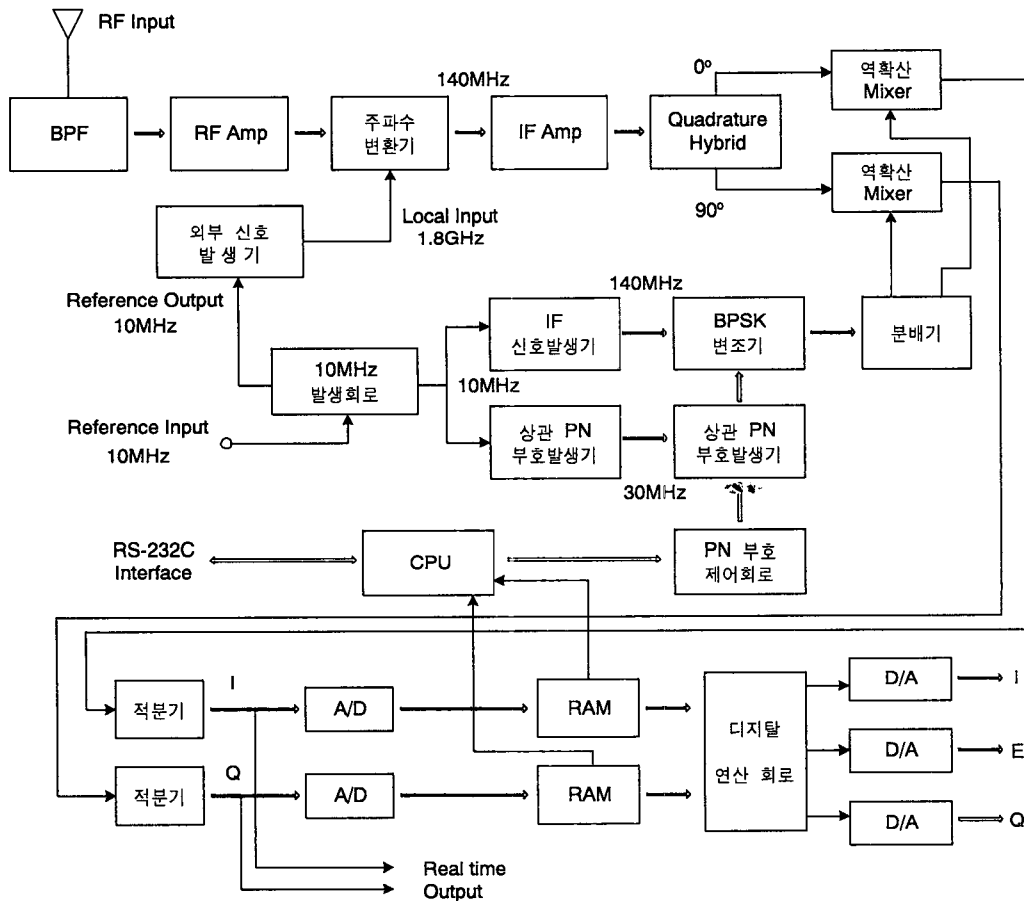 RF Input
BPF
RF Amp
주파수
변환기
140MHz
IF Amp
Quadrature
Hybrid
0º
90º
역확산
Mixer
역확산
Mixer
외부 신호
발생기
Local Input
1.8GHz
Reference Output
10MHz
10MHz
발생회로
10MHz
Reference Input
10MHz
IF
신호발생기
140MHz
BPSK
변조기
분배기
상관 PN
부호발생기
30MHz
상관 PN
부호발생기
RS-232C
Interface
CPU
PN 부호
제어회로
적분기
I
A/D
RAM
적분기
Q
A/D
RAM
디지탈
연산 회로
D/A
I
D/A
E
D/A
Q
Real time
Output